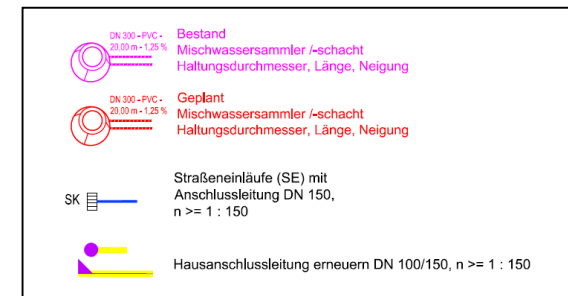 DN 300 - PVC -
20,00 m - 1,25 %
Bestand
Mischwassersammler /-schacht
Haltungsdurchmesser, Länge, Neigung
DN 300 - PVC -
20,00 m - 1,25 %
Geplant
Mischwassersammler /-schacht
Haltungsdurchmesser, Länge, Neigung
SK
Straßeneinläufe (SE) mit
Anschlussleitung DN 150,
n >= 1 : 150
Hausanschlussleitung erneuern DN 100/150, n >= 1 : 150